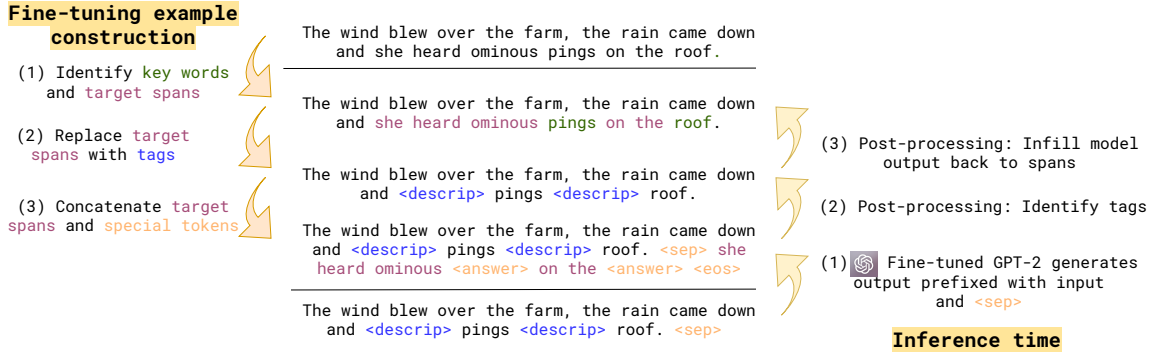 Fine-tuning example
construction
(1) Identify key words
and target spans
(2) Replace target
spans with tags
(3) Concatenate target
spans and special tokens
The wind blew over the farm, the rain came down
and she heard ominous pings on the roof.
The wind blew over the farm, the rain came down
and she heard ominous pings on the roof.
The wind blew over the farm, the rain came down
and <descrip> pings <descrip> roof.
The wind blew over the farm, the rain came down
and <descrip> pings <descrip> roof. <sep> she
heard ominous <answer> on the <answer> <eos>
The wind blew over the farm, the rain came down
and <descrip> pings <descrip> roof. <sep>
(3) Post-processing: Infill model
output back to spans
(2) Post-processing: Identify tags
(1) Fine-tuned GPT-2 generates
output prefixed with input
and <sep>
Inference time